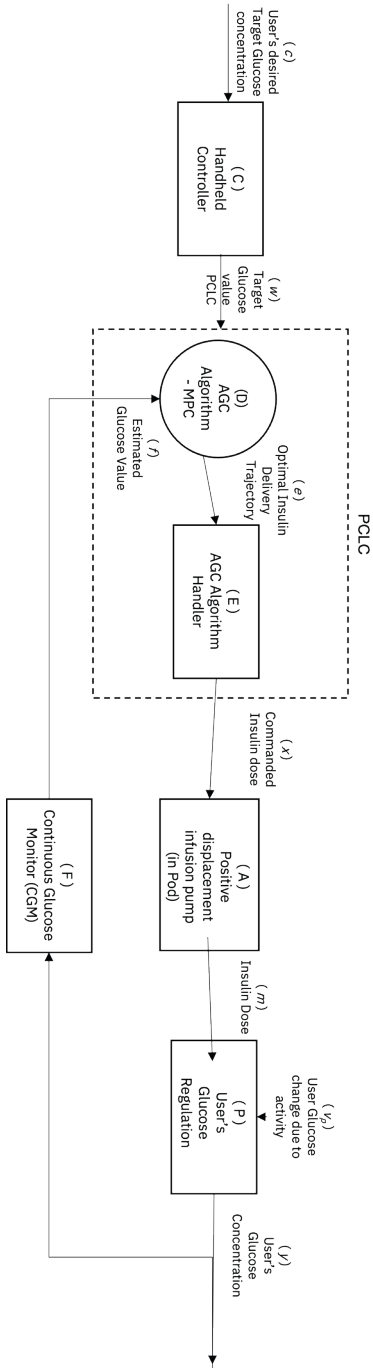 PCLC
( c )
User's desired
Target Glucose
concentration
( C )
Handheld
Controller
( w )
Target
Glucose
value
PCLC
(D)
AGC
Algorithm
- MPC
( e )
Optimal Insulin
Delivery
Trajectory
( E )
AGC Algorithm
Handler
( x )
Commanded
Insulin dose
( A )
Positive
displacement
infusion pump
(in Pod)
( m )
Insulin Dose
( vₚ)
User Glucose
change due to
activity
( P )
User's
Glucose
Regulation
( y )
User's
Glucose
Concentration
( f )
Estimated
Glucose Value
( F )
Continuous Glucose
Monitor (CGM)